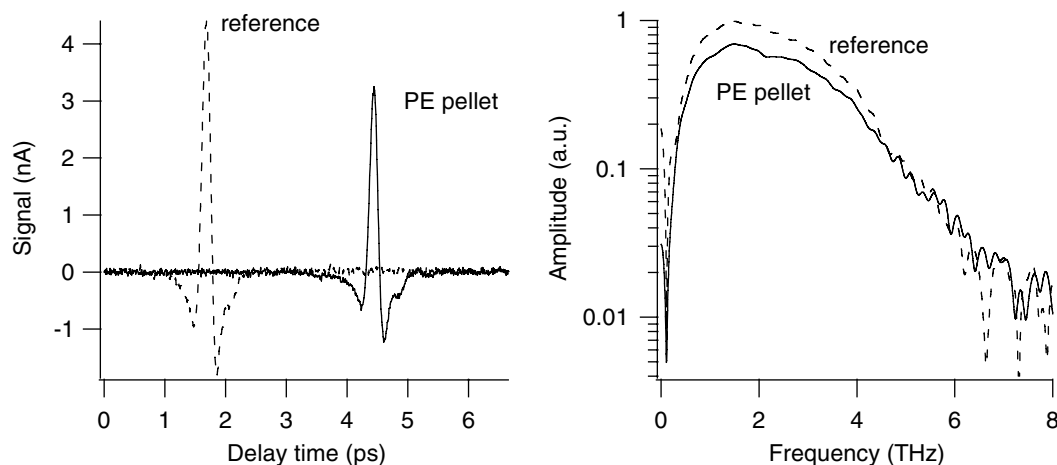 reference
PE pellet
Signal (nA)
4
3
2
1
0
-1
0 1 2 3 4 5 6
Delay time (ps)
reference
PE pellet
Amplitude (a.u.)
1
0.1
0.01
0 2 4 6 8
Frequency (THz)